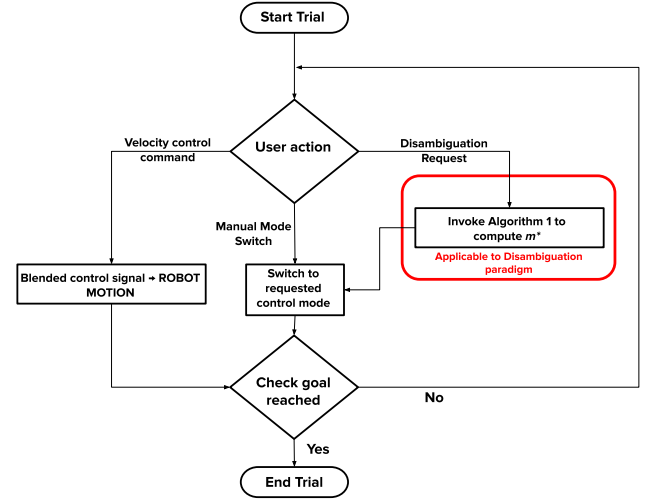 Start Trial
User action
Velocity control
command
Disambiguation
Request
Manual Mode
Switch
Invoke Algorithm 1 to
compute m*
Applicable to Disambiguation
paradigm
Blended control signal → ROBOT
MOTION
Switch to
requested
control mode
Check goal
reached
No
Yes
End Trial